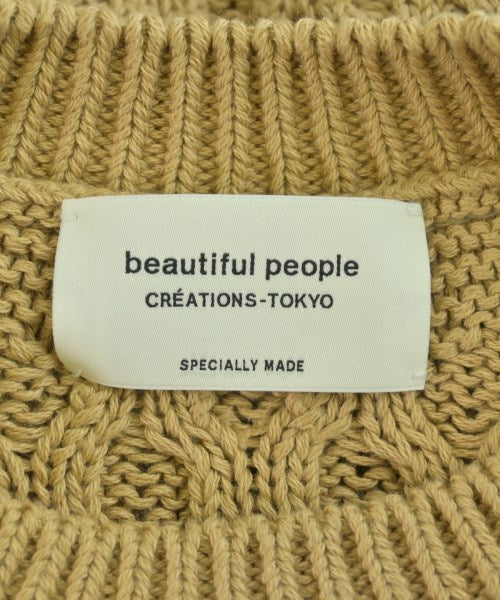 beautiful people
CRÉATIONS-TOKYO
SPECIALLY MADE